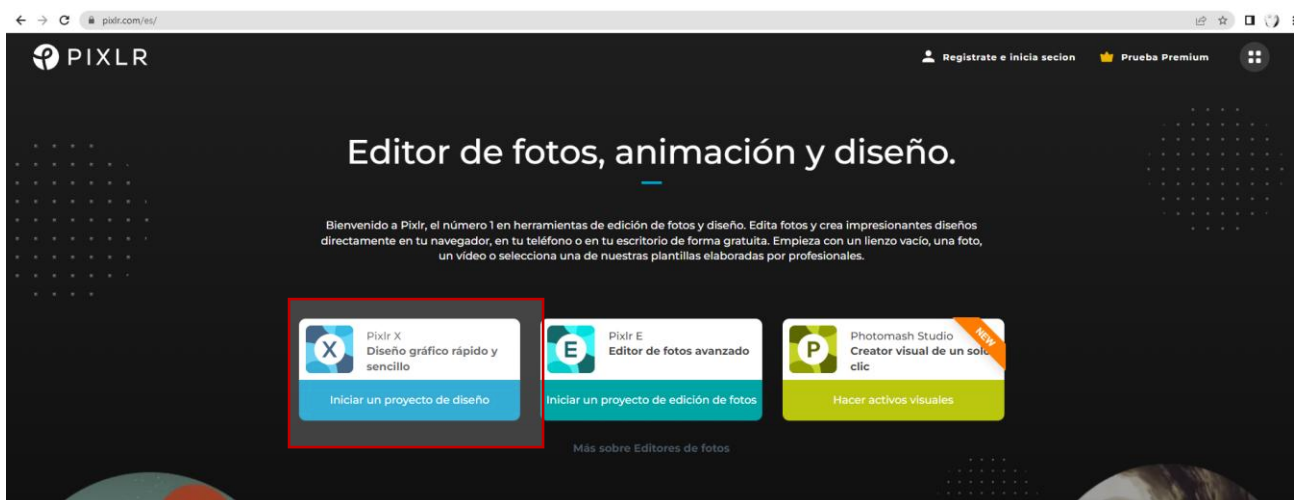 pixlr.com/es/
PIXLR
Registrate e inicia secion
Prueba Premium
Editor de fotos, animación y diseño.
Bienvenido a Pixlr, el número 1 en herramientas de edición de fotos y diseño. Edita fotos y crea impresionantes diseños
directamente en tu navegador, en tu teléfono o en tu escritorio de forma gratuita. Empieza con un lienzo vacío, una foto,
un vídeo o selecciona una de nuestras plantillas elaboradas por profesionales.
X
Pixlr X
Diseño gráfico rápido y
sencillo
Iniciar un proyecto de diseño
E
Pixlr E
Editor de fotos avanzado
Iniciar un proyecto de edición de fotos
P
Photomash Studio
Creator visual de un solo
clic
NEW
Hacer activos visuales
Más sobre Editores de fotos